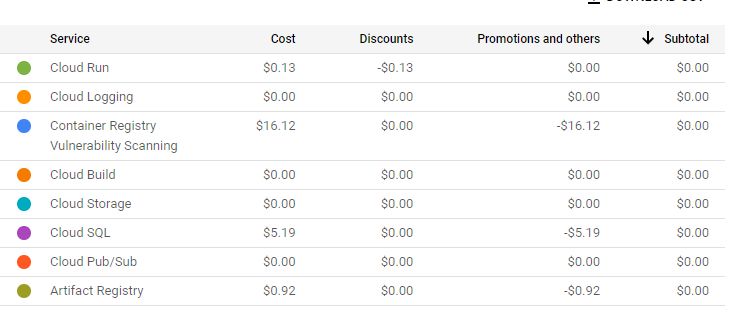 Service Cost Discounts Promotions and others Subtotal
Cloud Run $0.13 -$0.13 $0.00 $0.00
Cloud Logging $0.00 $0.00 $0.00 $0.00
Container Registry $16.12 $0.00 -$16.12 $0.00
Vulnerability Scanning
Cloud Build $0.00 $0.00 $0.00 $0.00
Cloud Storage $0.00 $0.00 $0.00 $0.00
Cloud SQL $5.19 $0.00 -$5.19 $0.00
Cloud Pub/Sub $0.00 $0.00 $0.00 $0.00
Artifact Registry $0.92 $0.00 -$0.92 $0.00